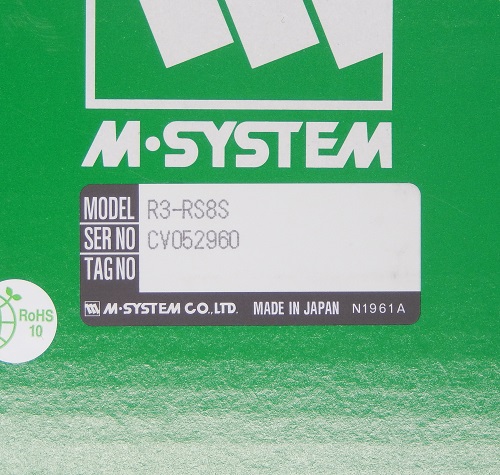 M·SYSTEM
MODEL R3-RS8S
SER NO CV052960
TAG NO
M·SYSTEM CO.,LTD. MADE IN JAPAN N1961A
RoHS
10